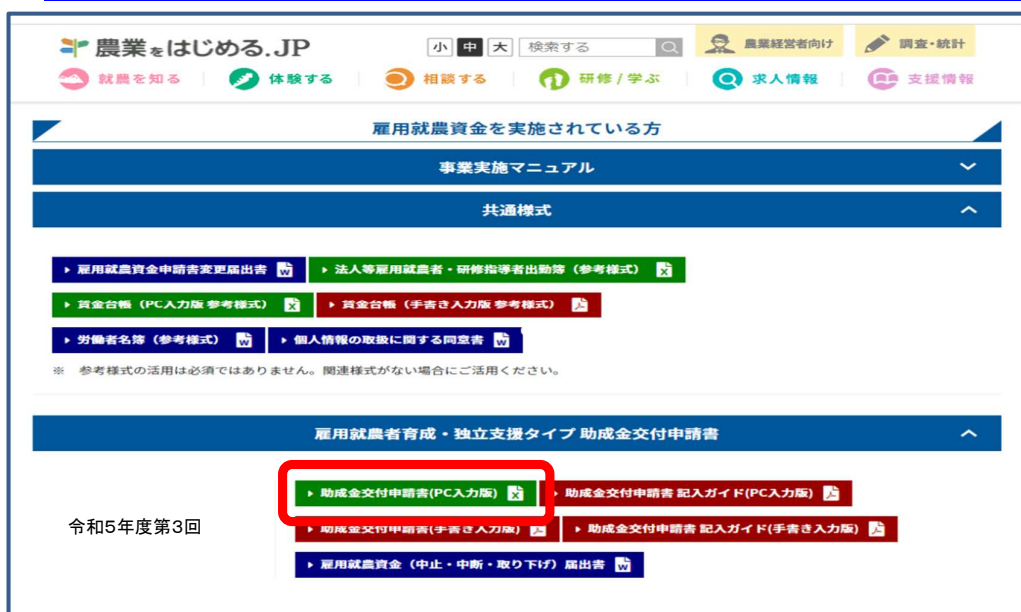 農業をはじめる.JP
小 中 大 検索する 農業経営者向け 調査・統計
就農を知る 体験する 相談する 研修/学ぶ 求人情報 支援情報
雇用就農資金を実施されている方
事業実施マニュアル
共通様式
雇用就農資金申請書変更届出書 法人等雇用就農者・研修指導者出勤簿（参考様式）
賃金台帳（PC入力版 参考様式） 賃金台帳（手書き入力版 参考様式）
労働者名簿（参考様式） 個人情報の取扱に関する同意書
※ 参考様式の活用は必須ではありません。関連様式がない場合にご活用ください。
雇用就農者育成・独立支援タイプ 助成金交付申請書
助成金交付申請書(PC入力版) 助成金交付申請書 記入ガイド(PC入力版)
令和5年度第3回
助成金交付申請書(手書き入力版) 助成金交付申請書 記入ガイド(手書き入力版)
雇用就農資金（中止・中断・取り下げ）届出書